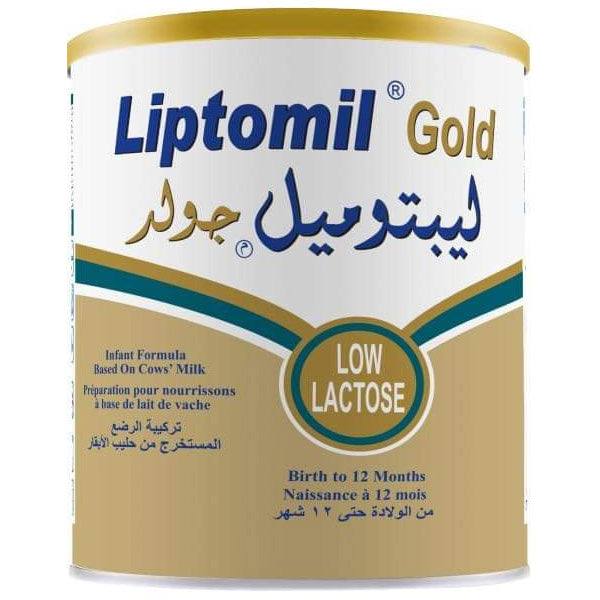 Liptomil® Gold
ليبتوميل جولد
م
Infant Formula
Based On Cows' Milk
Préparation pour nourrissons
à base de lait de vache
تركيبة الرضع
المستخرج من حليب الأبقار
LOW
LACTOSE
Birth to 12 Months
Naissance à 12 mois
من الولادة حتى ١٢ شهر